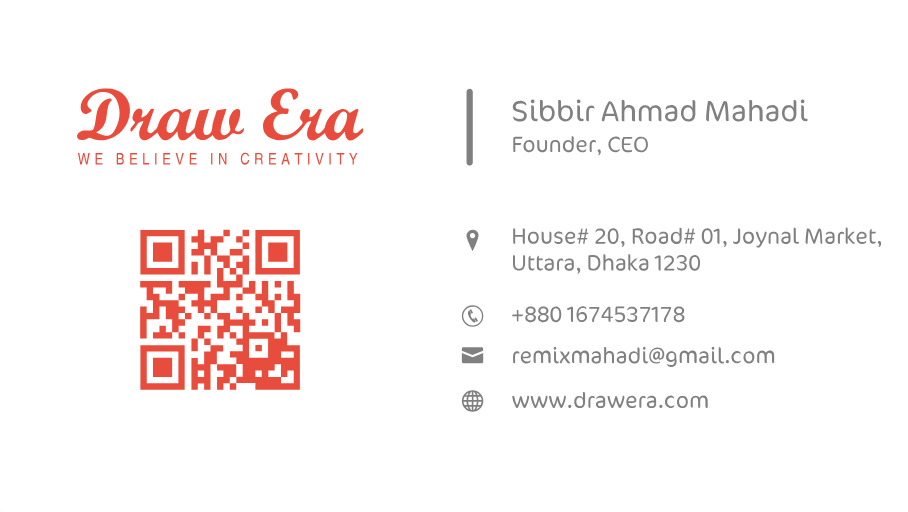 Draw Era
WE BELIEVE IN CREATIVITY
Sibbir Ahmad Mahadi
Founder, CEO
House# 20, Road# 01, Joynal Market,
Uttara, Dhaka 1230
+880 1674537178
remixmahadi@gmail.com
www.drawera.com